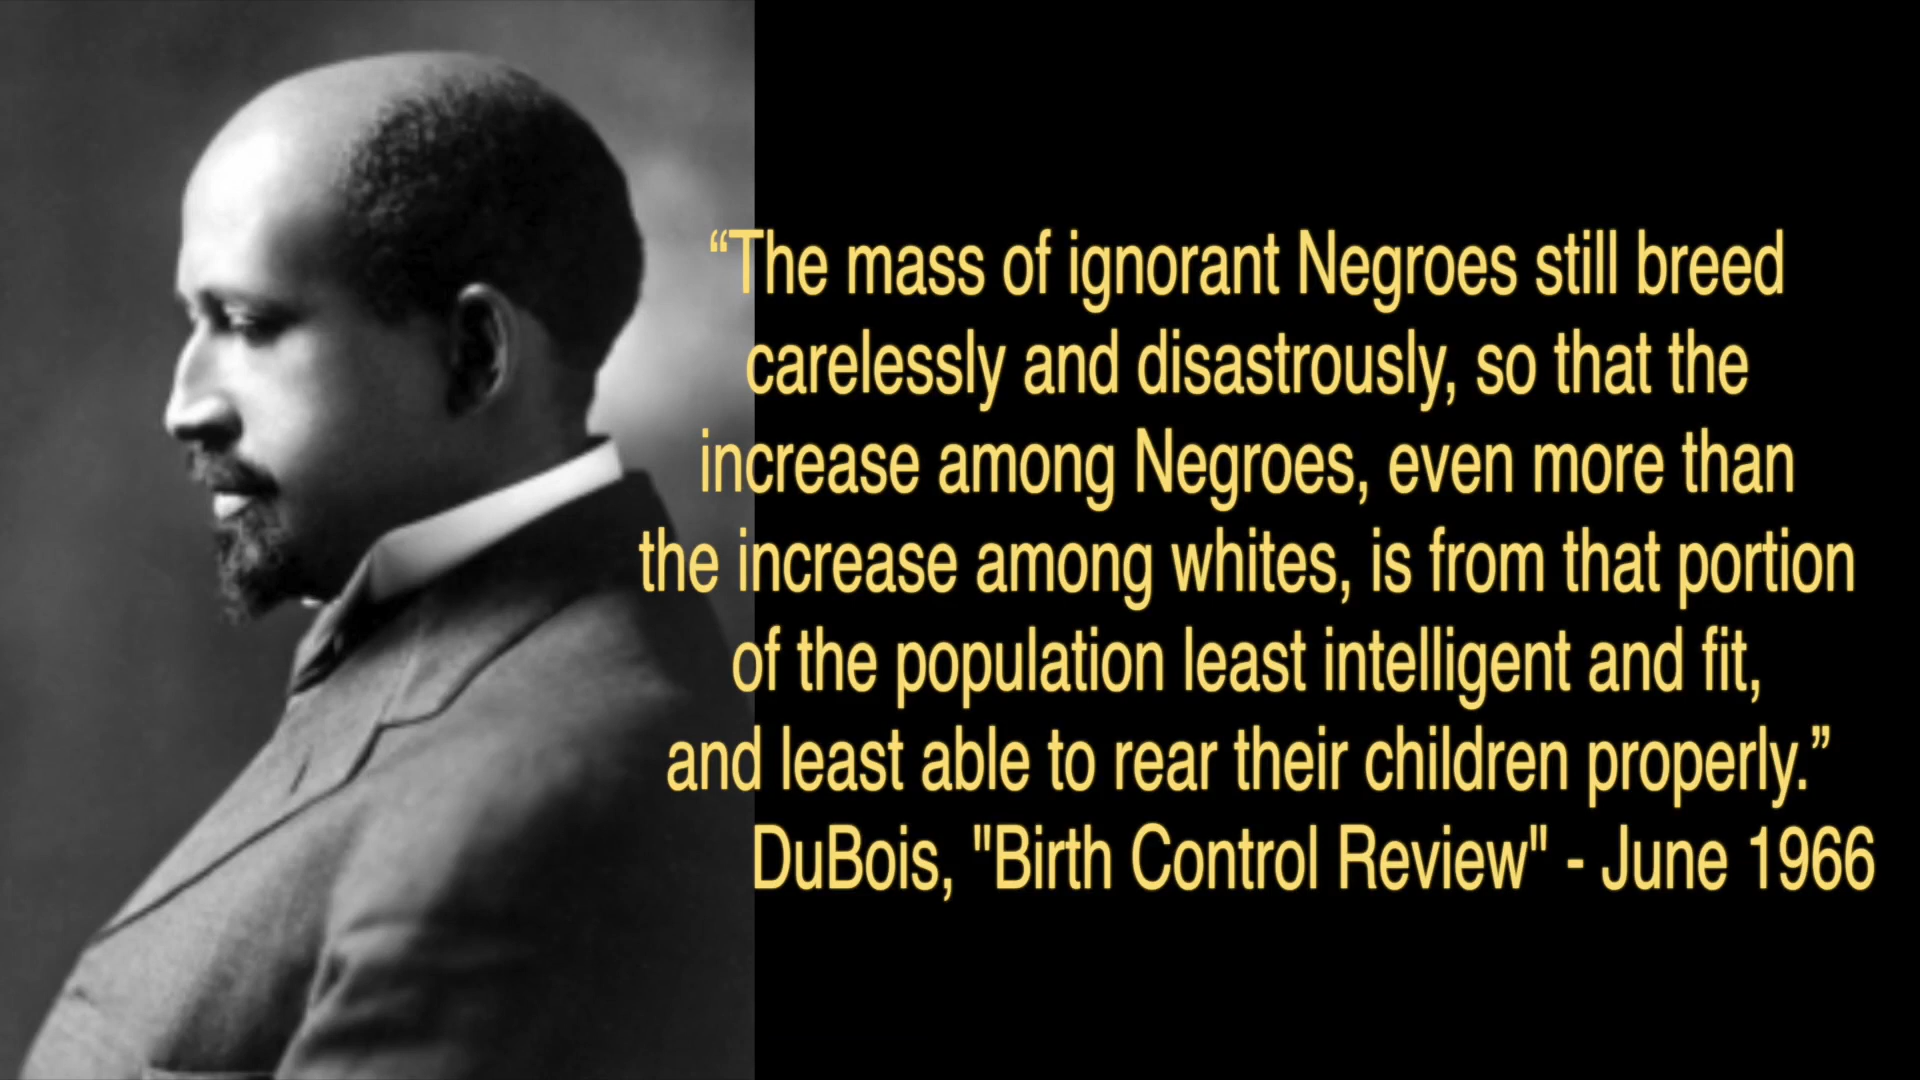 “The mass of ignorant Negroes still breed
carelessly and disastrously, so that the
increase among Negroes, even more than
the increase among whites, is from that portion
of the population least intelligent and fit,
and least able to rear their children properly.”
DuBois, "Birth Control Review" - June 1966